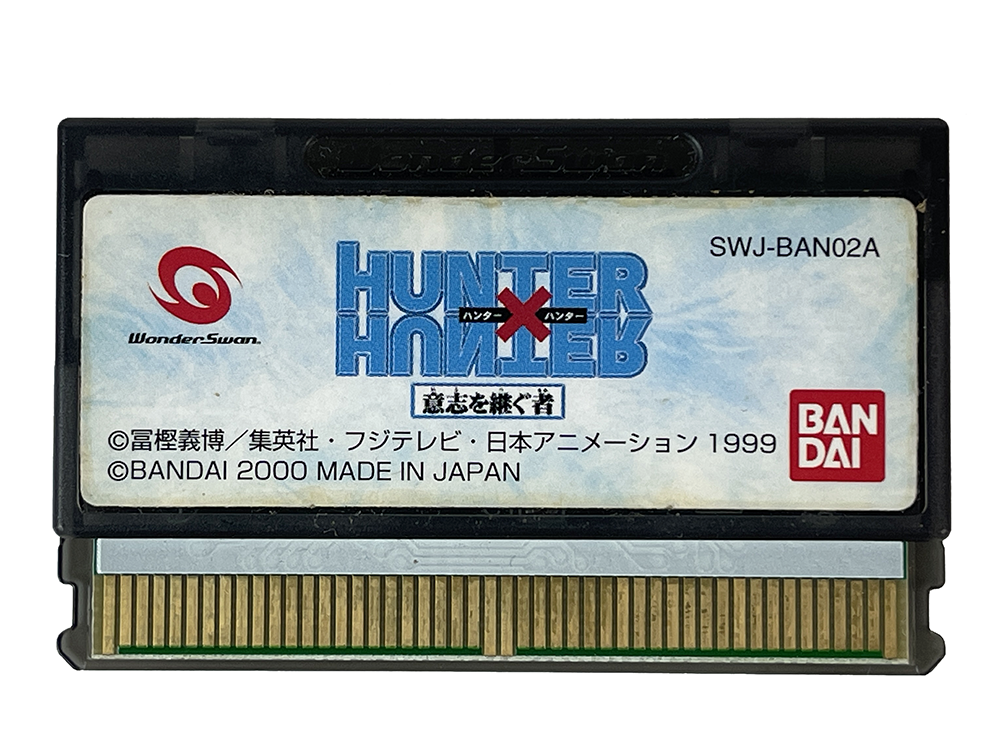 WonderSwan
SWJ-BAN02A
WonderSwan
HUNTER
ハンター×ハンター
HUNTER
意志を継ぐ者
©冨樫義博／集英社・フジテレビ・日本アニメーション 1999
©BANDAI 2000 MADE IN JAPAN
BAN
DAI